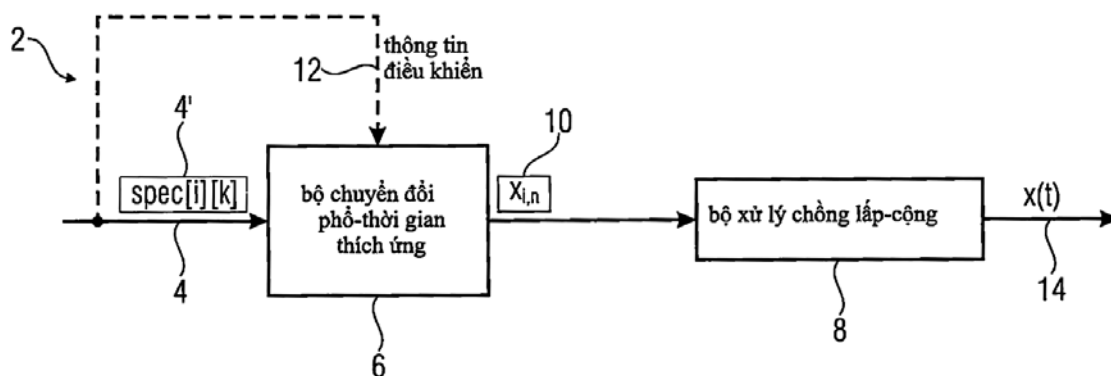 2
12
thông tin
điều khiển
4'
spec[i][k]
4
bộ chuyển đổi
phổ-thời gian
thích ứng
6
10
x_{i,n}
bộ xử lý chồng lấp-cộng
8
x(t)
14